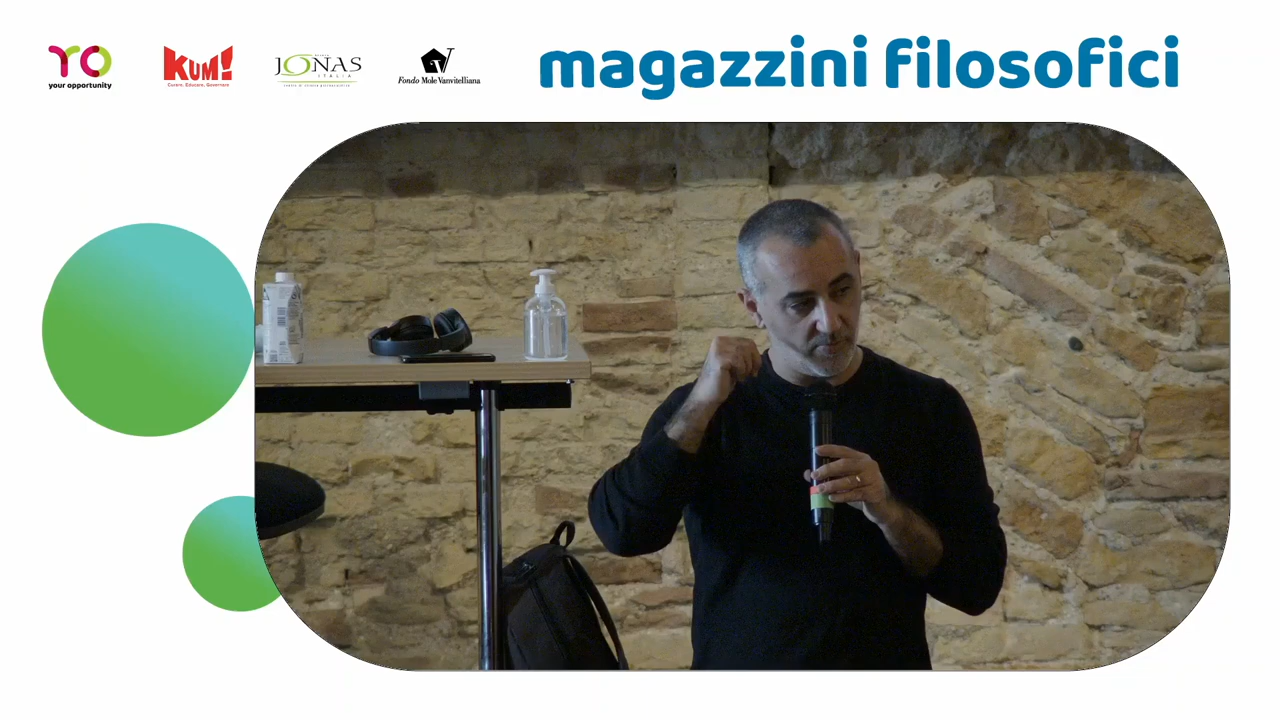 YO
your opportunity
KUM!
Curare, Educare, Governare
JONAS
ITALIA
Fondo Mole Vanvitelliana
magazzini filosofici